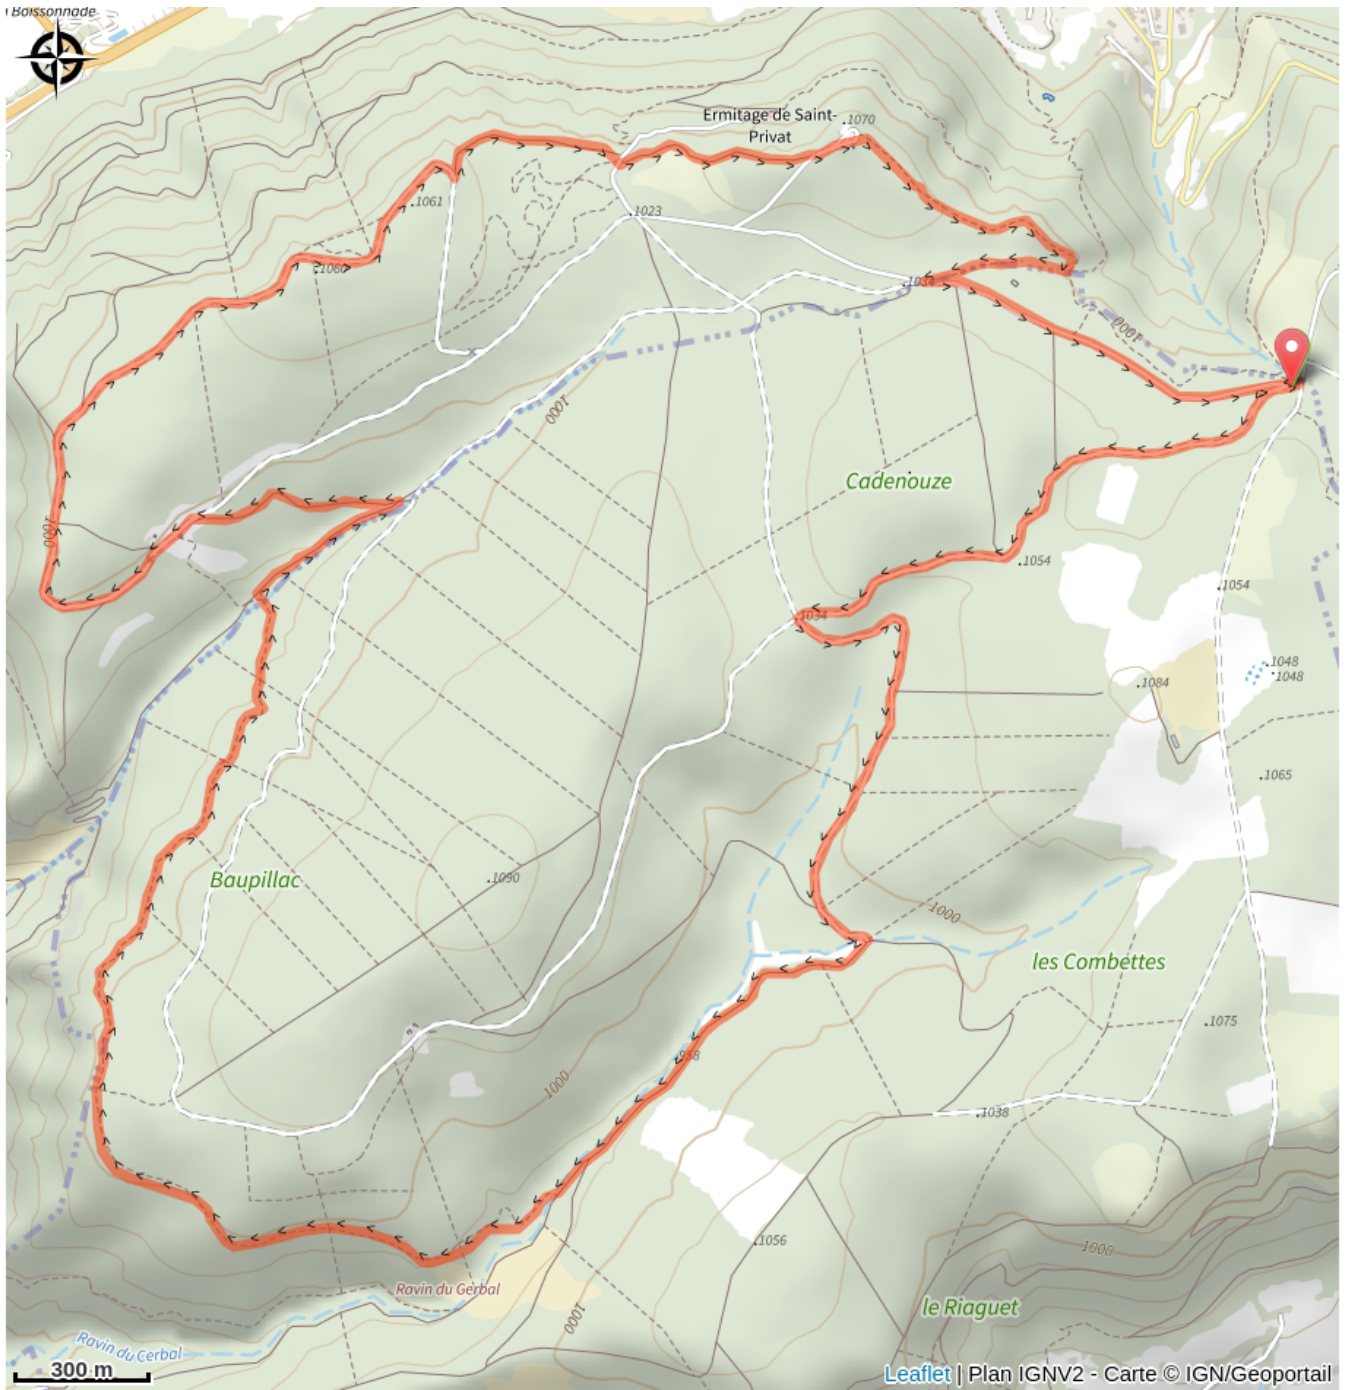 Boissonnade
Ermitage de Saint-
Privat
.1070
.1061
.1023
.1060
.1034
1000
1000
Cadenouze
1000
.1054
.1054
.1034
.1048
.1048
.1084
.1065
Baupillac
.1090
1000
les Combettes
.1075
.958
1000
.1038
.1056
1000
Ravin du Gerbal
le Riaguet
1000
Ravin du Cerbal
300 m
Leaflet | Plan IGNV2 - Carte © IGN/Geoportail